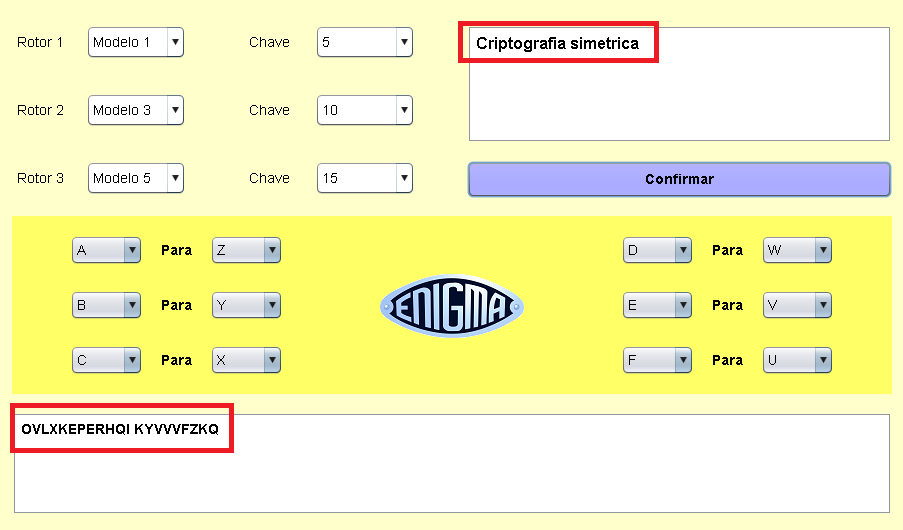 Rotor 1 Modelo 1 Chave 5
Criptografia simetrica
Rotor 2 Modelo 3 Chave 10
Rotor 3 Modelo 5 Chave 15
Confirmar
A Para Z
D Para W
B Para Y
E Para V
C Para X
F Para U
ENIGMA
OVLXKEPERHQI KYVVVFZKQ